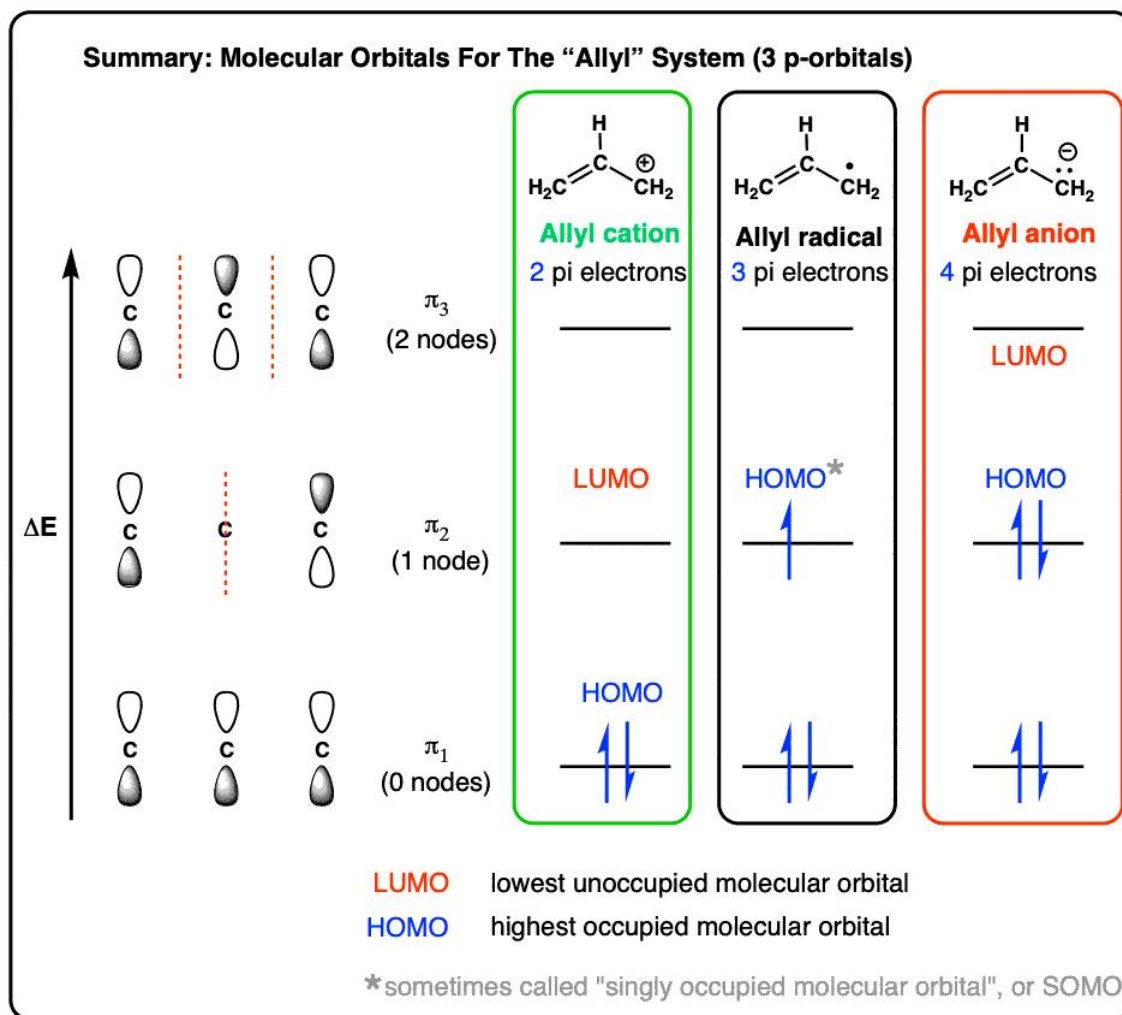 Summary: Molecular Orbitals For The “Allyl” System (3 p-orbitals)
H
C
⊕
H₂C
CH₂
Allyl cation
2 pi electrons
H
C
•
H₂C
CH₂
Allyl radical
3 pi electrons
H
C
⊖
••
H₂C
CH₂
Allyl anion
4 pi electrons
C C C
π₃
(2 nodes)
LUMO
ΔE
C C C
π₂
(1 node)
LUMO
HOMO*
HOMO
C C C
π₁
(0 nodes)
HOMO
LUMO lowest unoccupied molecular orbital
HOMO highest occupied molecular orbital
*sometimes called "singly occupied molecular orbital", or SOMO